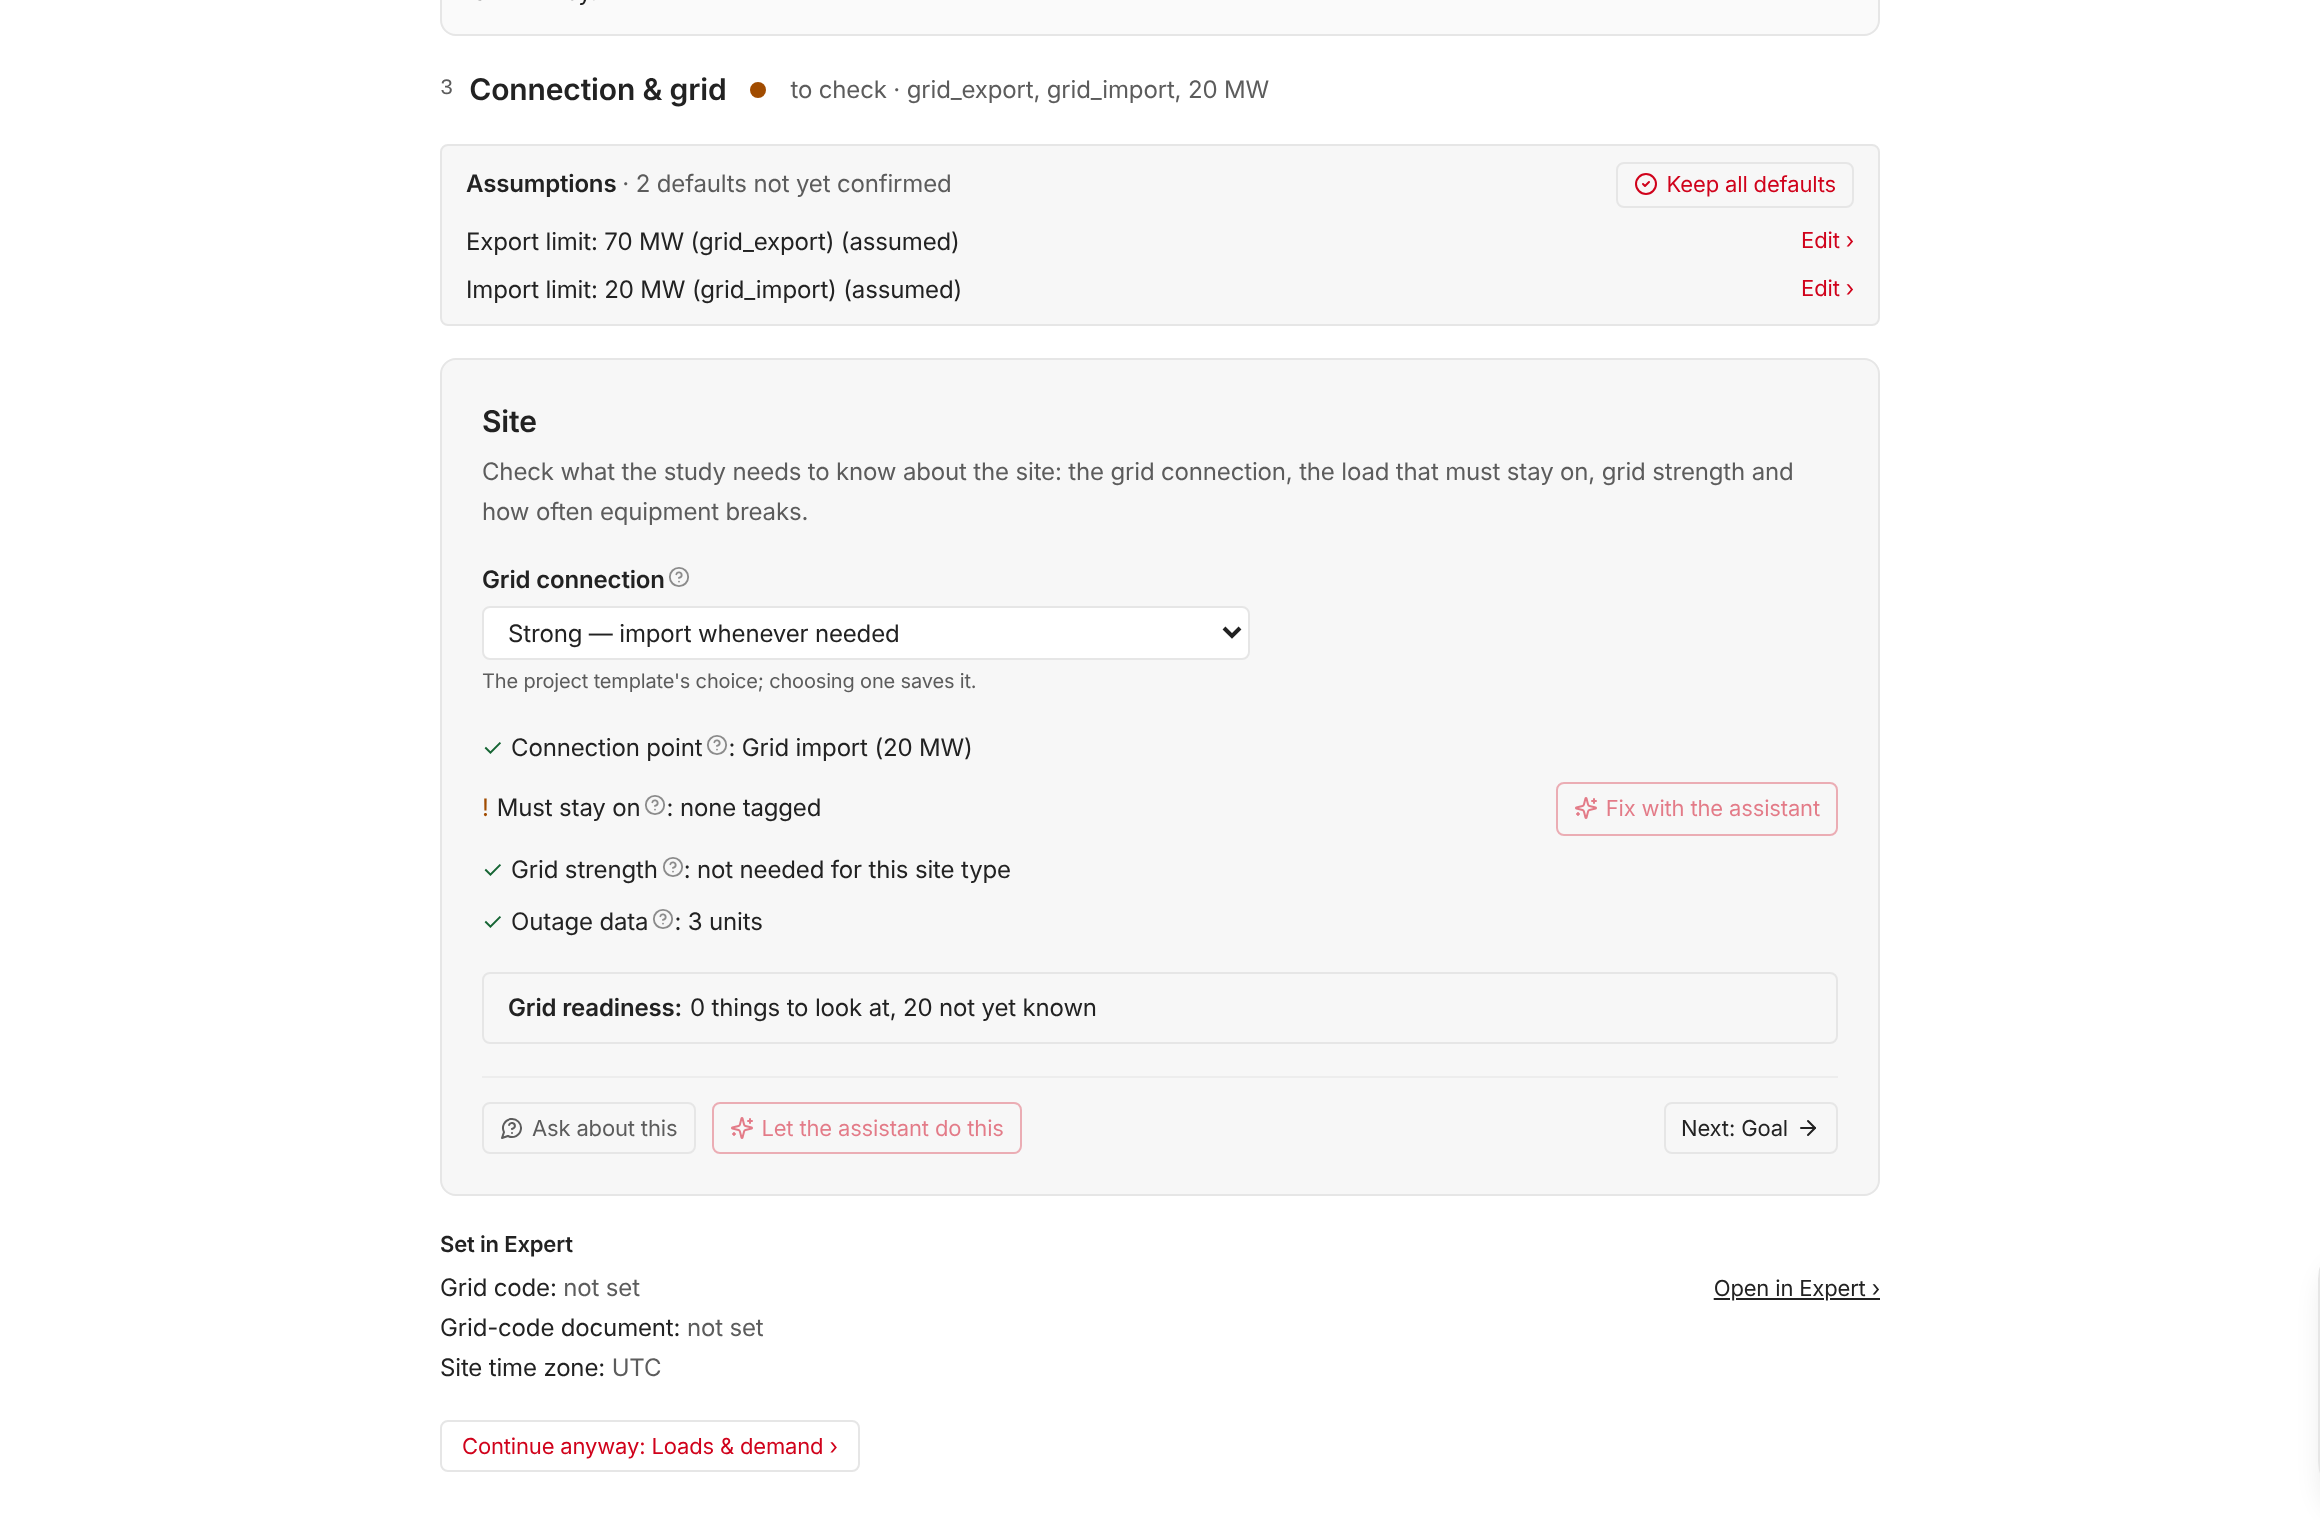 3 Connection & grid to check · grid_export, grid_import, 20 MW
Assumptions · 2 defaults not yet confirmed
Keep all defaults
Export limit: 70 MW (grid_export) (assumed)
Edit ›
Import limit: 20 MW (grid_import) (assumed)
Edit ›
Site
Check what the study needs to know about the site: the grid connection, the load that must stay on, grid strength and
how often equipment breaks.
Grid connection ?
Strong — import whenever needed
The project template's choice; choosing one saves it.
✓ Connection point ? : Grid import (20 MW)
! Must stay on ? : none tagged
Fix with the assistant
✓ Grid strength ? : not needed for this site type
✓ Outage data ? : 3 units
Grid readiness: 0 things to look at, 20 not yet known
Ask about this
Let the assistant do this
Next: Goal →
Set in Expert
Grid code: not set
Open in Expert ›
Grid-code document: not set
Site time zone: UTC
Continue anyway: Loads & demand ›